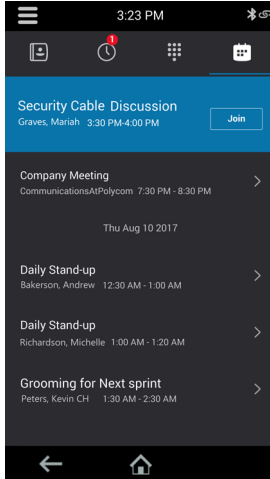 3:23 PM
1
Security Cable Discussion
Graves, Mariah 3:30 PM-4:00 PM
Join
Company Meeting
CommunicationsAtPolycom 7:30 PM - 8:30 PM
Thu Aug 10 2017
Daily Stand-up
Bakerson, Andrew 12:30 AM - 1:00 AM
Daily Stand-up
Richardson, Michelle 1:00 AM - 1:20 AM
Grooming for Next sprint
Peters, Kevin CH 1:30 AM - 2:30 AM